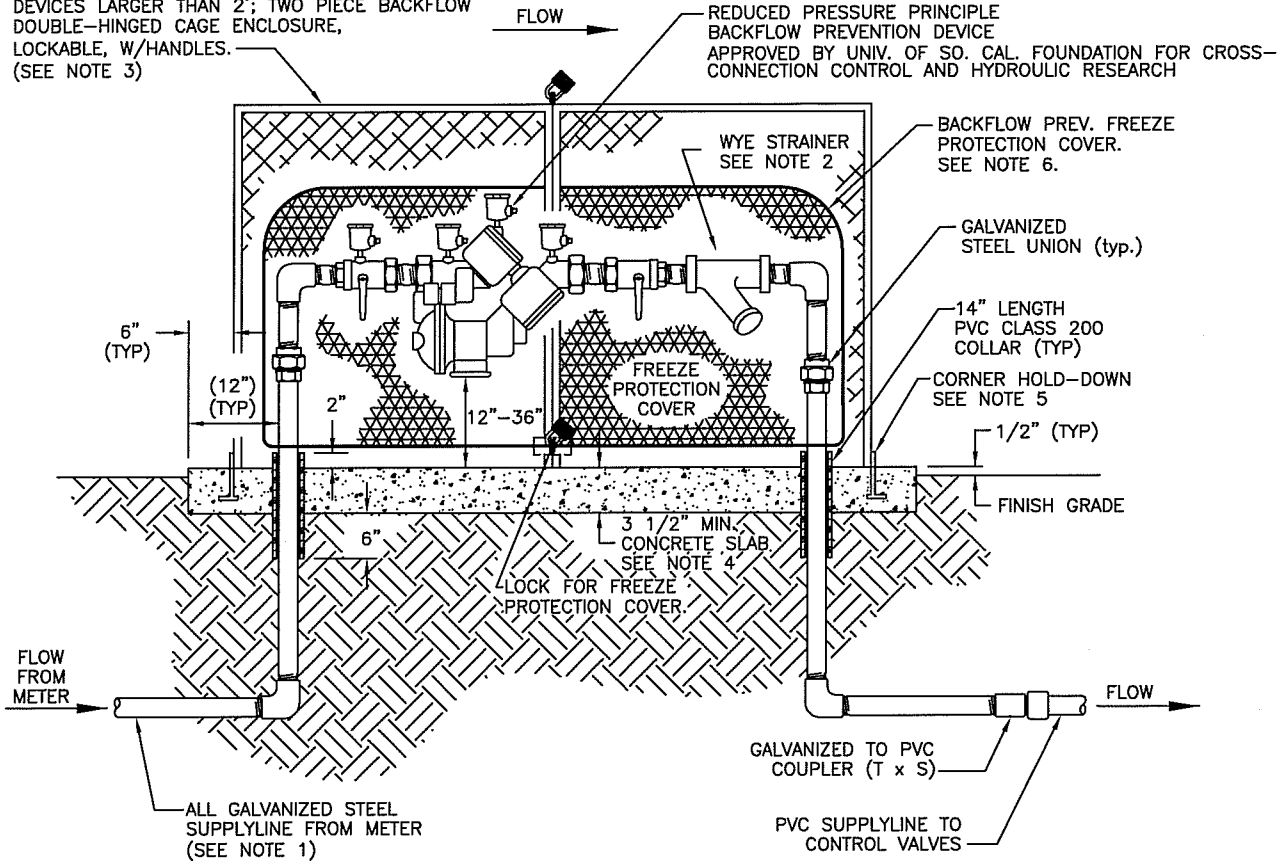 DEVICES LARGER THAN 2"; TWO PIECE BACKFLOW
DOUBLE-HINGED CAGE ENCLOSURE,
LOCKABLE, W/HANDLES.
(SEE NOTE 3)
FLOW
REDUCED PRESSURE PRINCIPLE
BACKFLOW PREVENTION DEVICE
APPROVED BY UNIV. OF SO. CAL. FOUNDATION FOR CROSS-
CONNECTION CONTROL AND HYDROULIC RESEARCH
WYE STRAINER
SEE NOTE 2
BACKFLOW PREV. FREEZE
PROTECTION COVER.
SEE NOTE 6.
GALVANIZED
STEEL UNION (typ.)
14" LENGTH
PVC CLASS 200
COLLAR (TYP)
CORNER HOLD-DOWN
SEE NOTE 5
1/2" (TYP)
FINISH GRADE
6"
(TYP)
(12")
(TYP)
2"
12"-36"
FREEZE
PROTECTION
COVER
6"
3 1/2" MIN.
CONCRETE SLAB
SEE NOTE 4
LOCK FOR FREEZE
PROTECTION COVER.
FLOW
FROM
METER
FLOW
GALVANIZED TO PVC
COUPLER (T x S)
ALL GALVANIZED STEEL
SUPPLYLINE FROM METER
(SEE NOTE 1)
PVC SUPPLYLINE TO
CONTROL VALVES